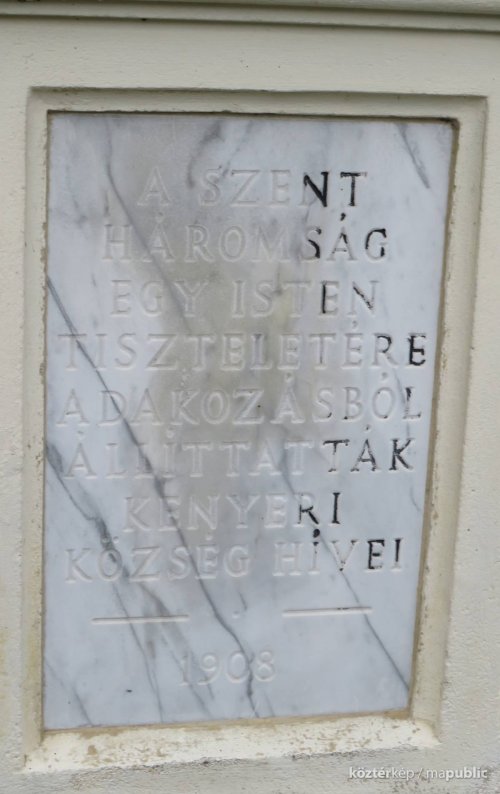 A SZENT
HÁROMSÁG
EGY ISTEN
TISZTELETÉRE
ADAKOZÁSBÓL
ÁLLÍTTATTÁK
KENYERI
KÖZSÉG HÍVEI
1908
köztérkép / mapublic